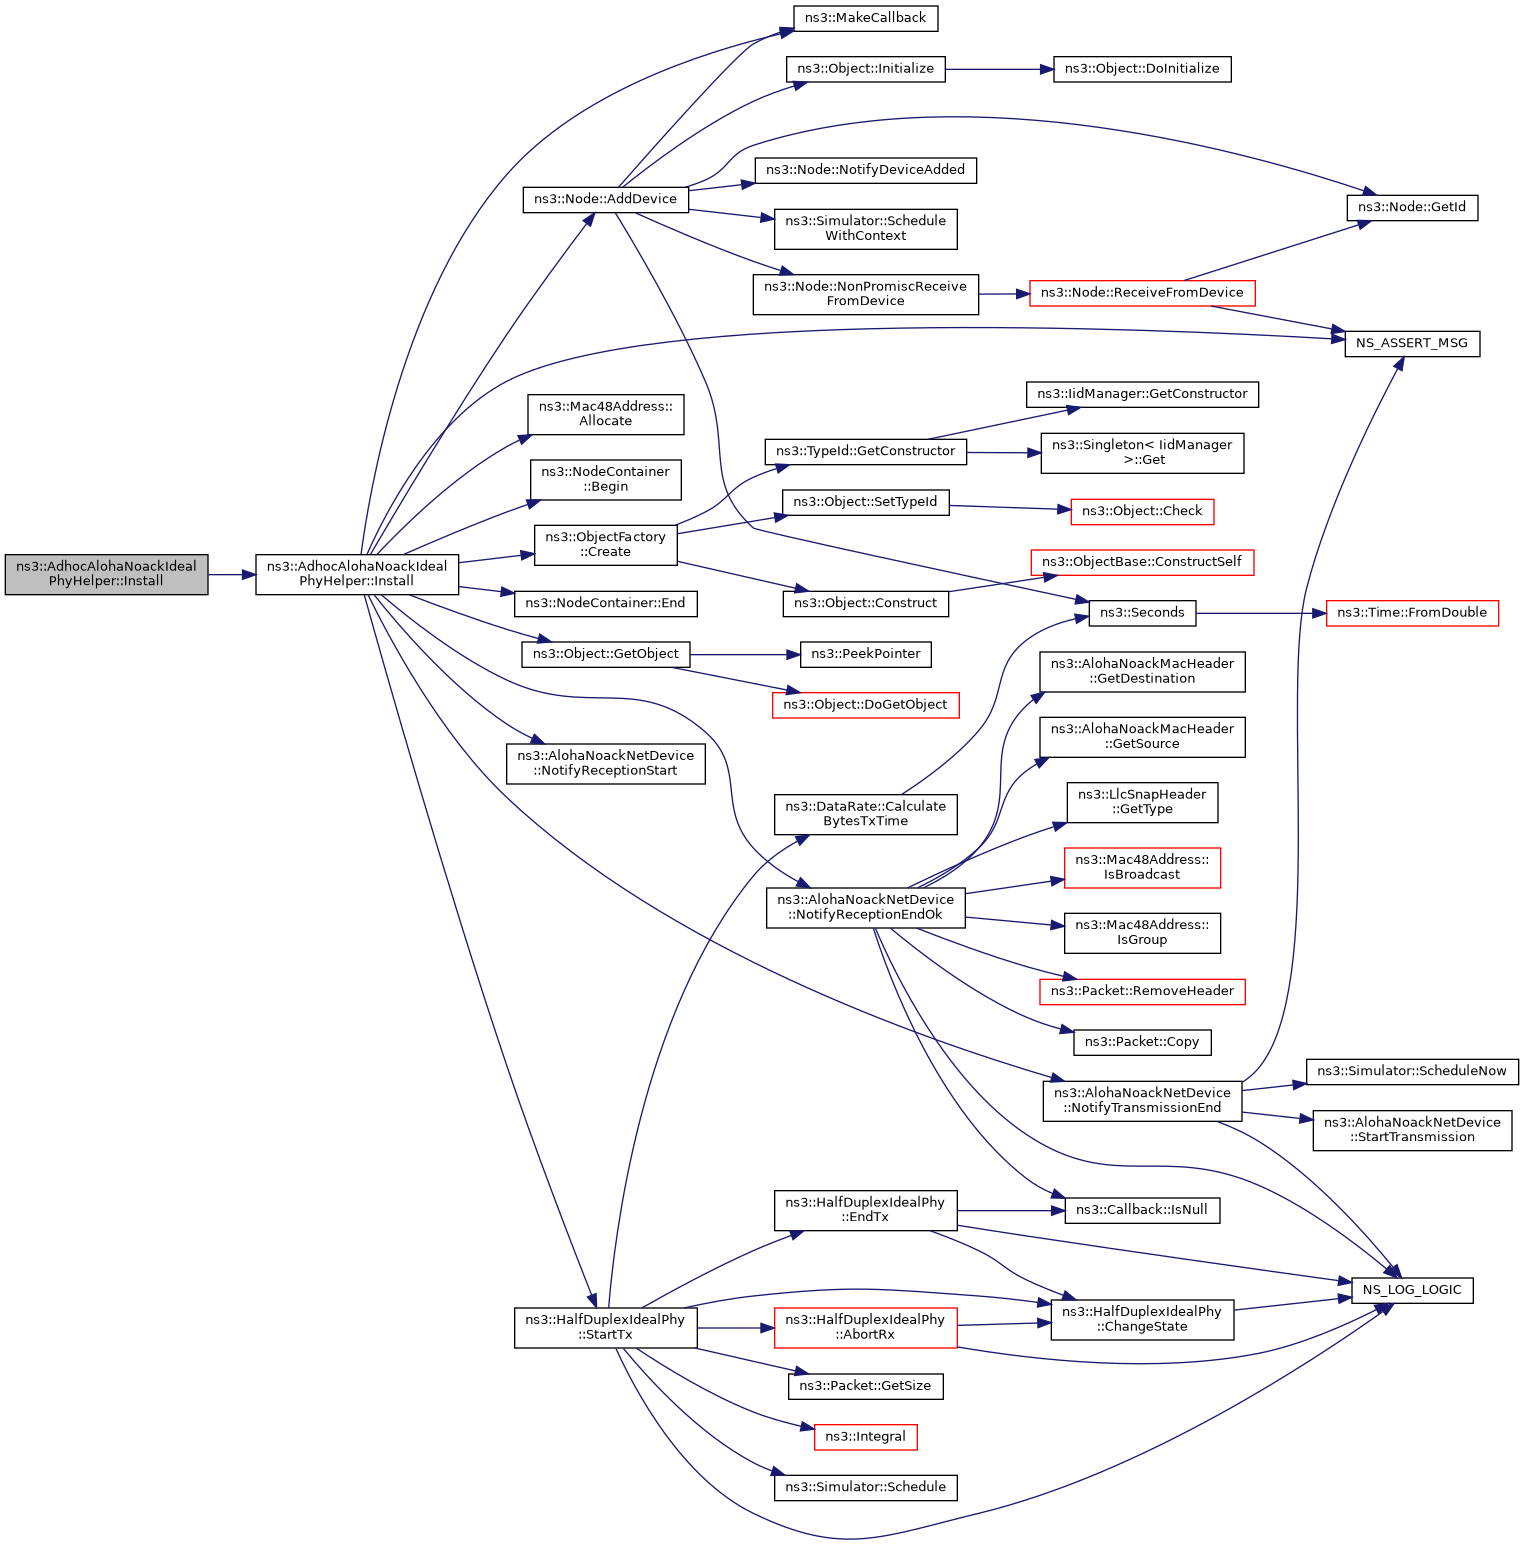 ns3::AdhocAlohaNoackIdeal
PhyHelper::Install
ns3::AdhocAlohaNoackIdeal
PhyHelper::Install
ns3::MakeCallback
ns3::Object::Initialize
ns3::Object::DoInitialize
ns3::Node::NotifyDeviceAdded
ns3::Node::AddDevice
ns3::Node::GetId
ns3::Simulator::Schedule
WithContext
ns3::Node::NonPromiscReceive
FromDevice
ns3::Node::ReceiveFromDevice
NS_ASSERT_MSG
ns3::Mac48Address::
Allocate
ns3::IidManager::GetConstructor
ns3::TypeId::GetConstructor
ns3::Singleton< IidManager
>::Get
ns3::NodeContainer
::Begin
ns3::Object::SetTypeId
ns3::Object::Check
ns3::ObjectFactory
::Create
ns3::ObjectBase::ConstructSelf
ns3::NodeContainer::End
ns3::Object::Construct
ns3::Seconds
ns3::Time::FromDouble
ns3::Object::GetObject
ns3::PeekPointer
ns3::Object::DoGetObject
ns3::AlohaNoackMacHeader
::GetDestination
ns3::AlohaNoackMacHeader
::GetSource
ns3::AlohaNoackNetDevice
::NotifyReceptionStart
ns3::DataRate::Calculate
BytesTxTime
ns3::LlcSnapHeader
::GetType
ns3::Mac48Address::
IsBroadcast
ns3::AlohaNoackNetDevice
::NotifyReceptionEndOk
ns3::Mac48Address::
IsGroup
ns3::Packet::RemoveHeader
ns3::Packet::Copy
ns3::AlohaNoackNetDevice
::NotifyTransmissionEnd
ns3::Simulator::ScheduleNow
ns3::AlohaNoackNetDevice
::StartTransmission
ns3::HalfDuplexIdealPhy
::EndTx
ns3::Callback::IsNull
NS_LOG_LOGIC
ns3::HalfDuplexIdealPhy
::StartTx
ns3::HalfDuplexIdealPhy
::AbortRx
ns3::HalfDuplexIdealPhy
::ChangeState
ns3::Packet::GetSize
ns3::Integral
ns3::Simulator::Schedule